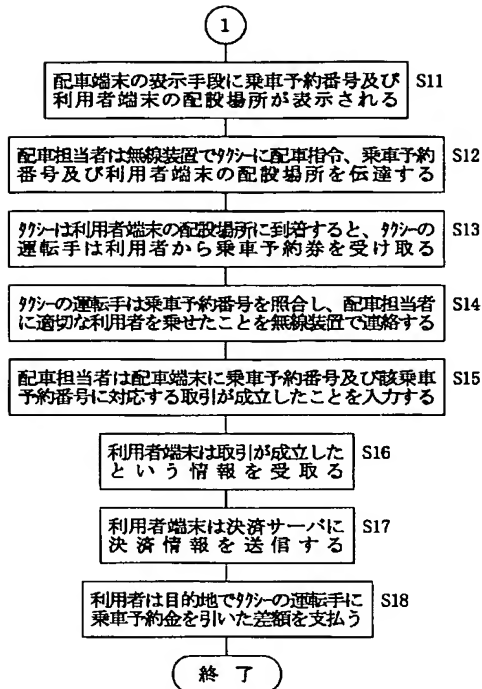 1
配車端末の表示手段に乗車予約番号及び
利用者端末の配設場所が表示される
S11
配車担当者は無線装置でタクシーに配車指令、乗車予約
番号及び利用者端末の配設場所を伝達する
S12
タクシーは利用者端末の配設場所に到着すると、タクシーの
運転手は利用者から乗車予約券を受け取る
S13
タクシーの運転手は乗車予約番号を照合し、配車担当者
に適切な利用者を乗せたことを無線装置で連絡する
S14
配車担当者は配車端末に乗車予約番号及び該乗車
予約番号に対応する取引が成立したことを入力する
S15
利用者端末は取引が成立した
という情報を受取る
S16
利用者端末は決済サーバに
決済情報を送信する
S17
利用者は目的地でタクシーの運転手に
乗車予約金を引いた差額を支払う
S18
終了